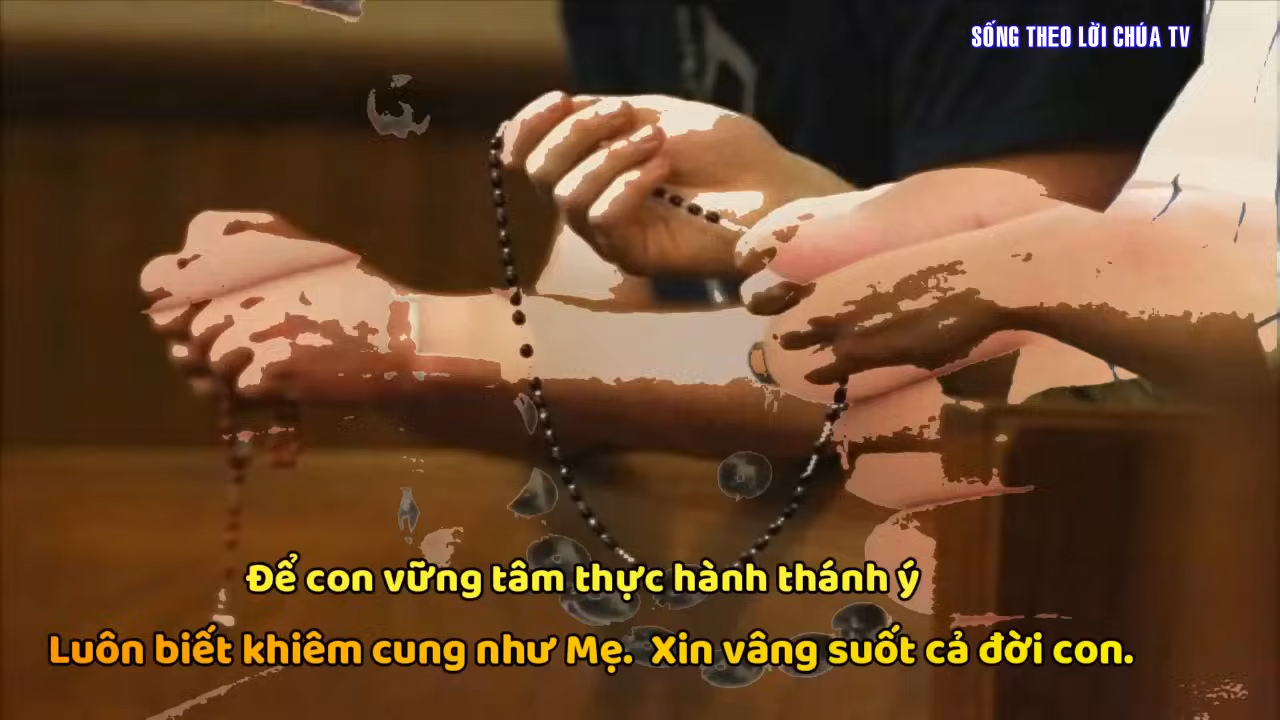 SỐNG THEO LỜI CHÚA TV
Để con vững tâm thực hành thánh ý
Luôn biết khiêm cung như Mẹ. Xin vâng suốt cả đời con.